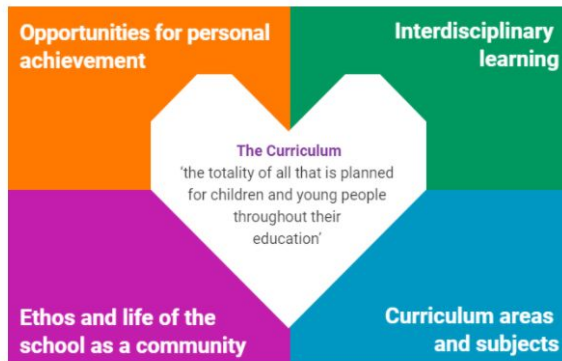 Opportunities for personal
achievement
Interdisciplinary
learning
The Curriculum
'the totality of all that is planned
for children and young people
throughout their
education'
Ethos and life of the
school as a community
Curriculum areas
and subjects